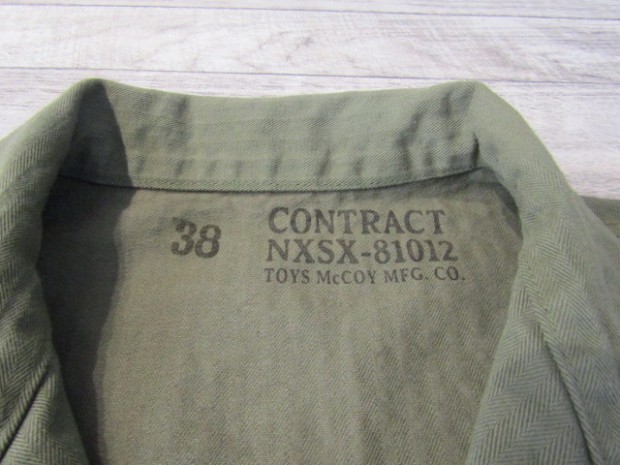 38 CONTRACT
NXSX-81012
TOYS McCOY MFG. CO.